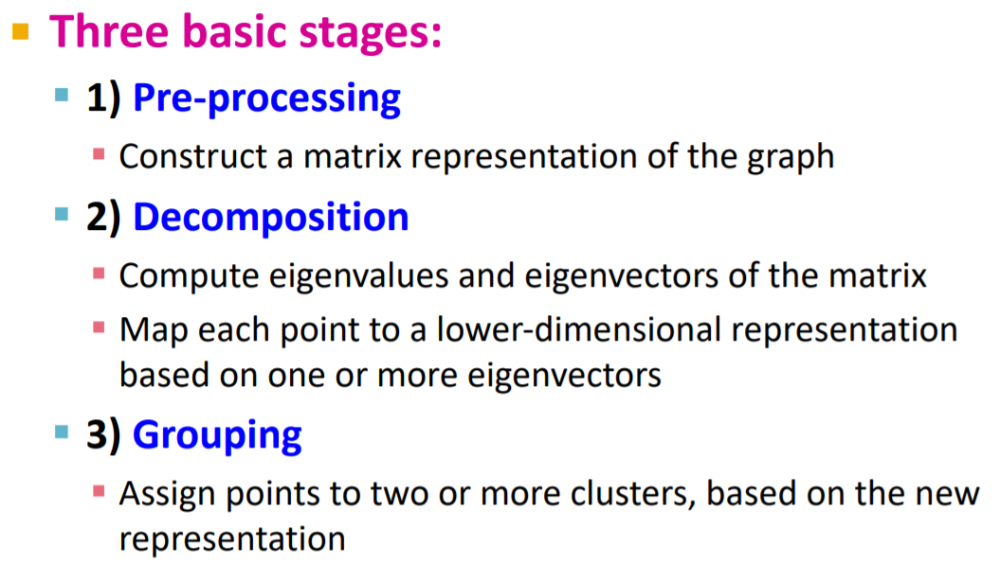 Three basic stages:
1) Pre-processing
Construct a matrix representation of the graph
2) Decomposition
Compute eigenvalues and eigenvectors of the matrix
Map each point to a lower-dimensional representation
based on one or more eigenvectors
3) Grouping
Assign points to two or more clusters, based on the new
representation